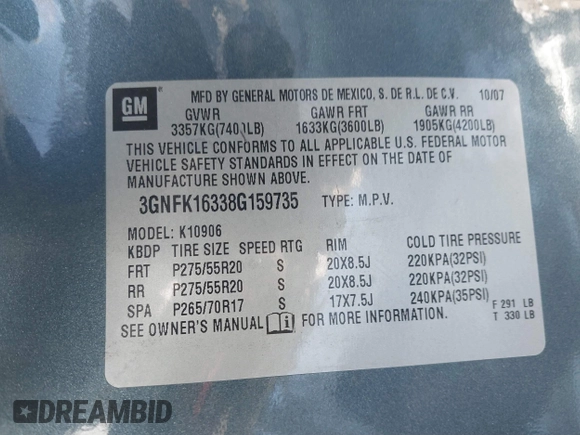 GM
MFD BY GENERAL MOTORS DE MEXICO, S. DE R.L. DE C.V. 10/07
GVWR GAWR FRT GAWR RR
3357KG(7400LB) 1633KG(3600LB) 1905KG(4200LB)
THIS VEHICLE CONFORMS TO ALL APPLICABLE U.S. FEDERAL MOTOR
VEHICLE SAFETY STANDARDS IN EFFECT ON THE DATE OF
MANUFACTURE SHOWN ABOVE.
3GNFK16338G159735 TYPE: M.P.V.
MODEL: K10906
KBDP TIRE SIZE SPEED RTG RIM COLD TIRE PRESSURE
FRT P275/55R20 S 20X8.5J 220KPA(32PSI)
RR P275/55R20 S 20X8.5J 220KPA(32PSI)
SPA P265/70R17 S 17X7.5J 240KPA(35PSI)
SEE OWNER'S MANUAL i FOR MORE INFORMATION.
F 291 LB
T 330 LB
DREAMBID